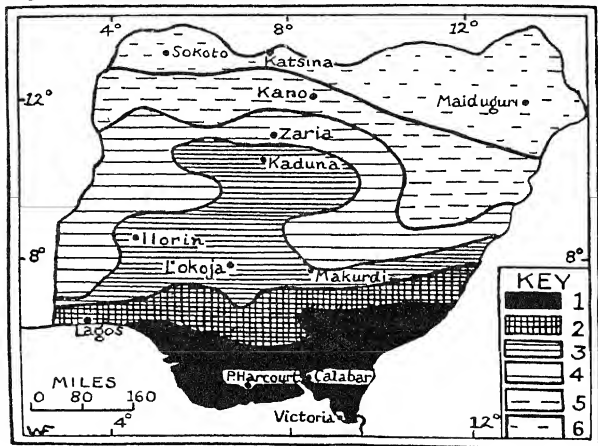 4° 8° 12°
Sokoto
Katsina
Kano
12° Maiduguri
Zaria
Kaduna
Ilorin
8° 8°
Lokoja
Makurdi
KEY
1
Lagos
2
3
MILES
P.Harcourt Calabar
4
0 80 160
5
Victoria
6
WF 4° 12°